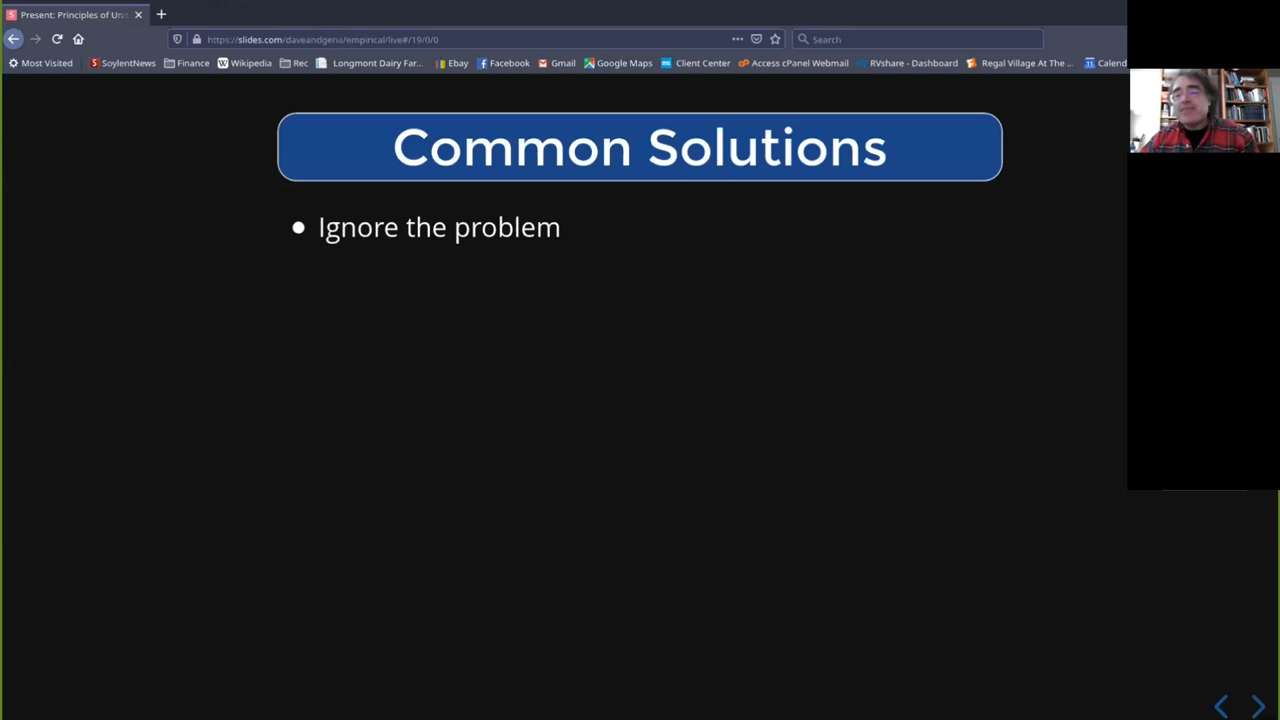 Present: Principles of Uni
https://slides.com/daveandgena/empirical/live#/19/0/0
Search
Most Visited
SoylentNews
Finance
Wikipedia
Rec
Longmont Dairy Far...
Ebay
Facebook
Gmail
Google Maps
Client Center
Access cPanel Webmail
RVshare - Dashboard
Regal Village At The ...
Calend
Common Solutions
Ignore the problem